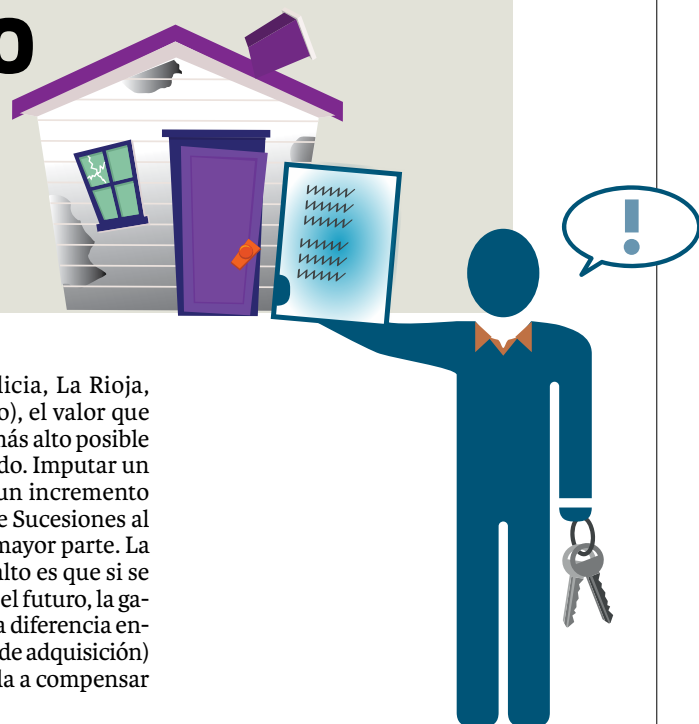 o
licia, La Rioja,
o), el valor que
nás alto posible
do. Imputar un
un incremento
e Sucesiones al
mayor parte. La
alto es que si se
el futuro, la ga-
a diferencia en-
de adquisición)
da a compensar
!